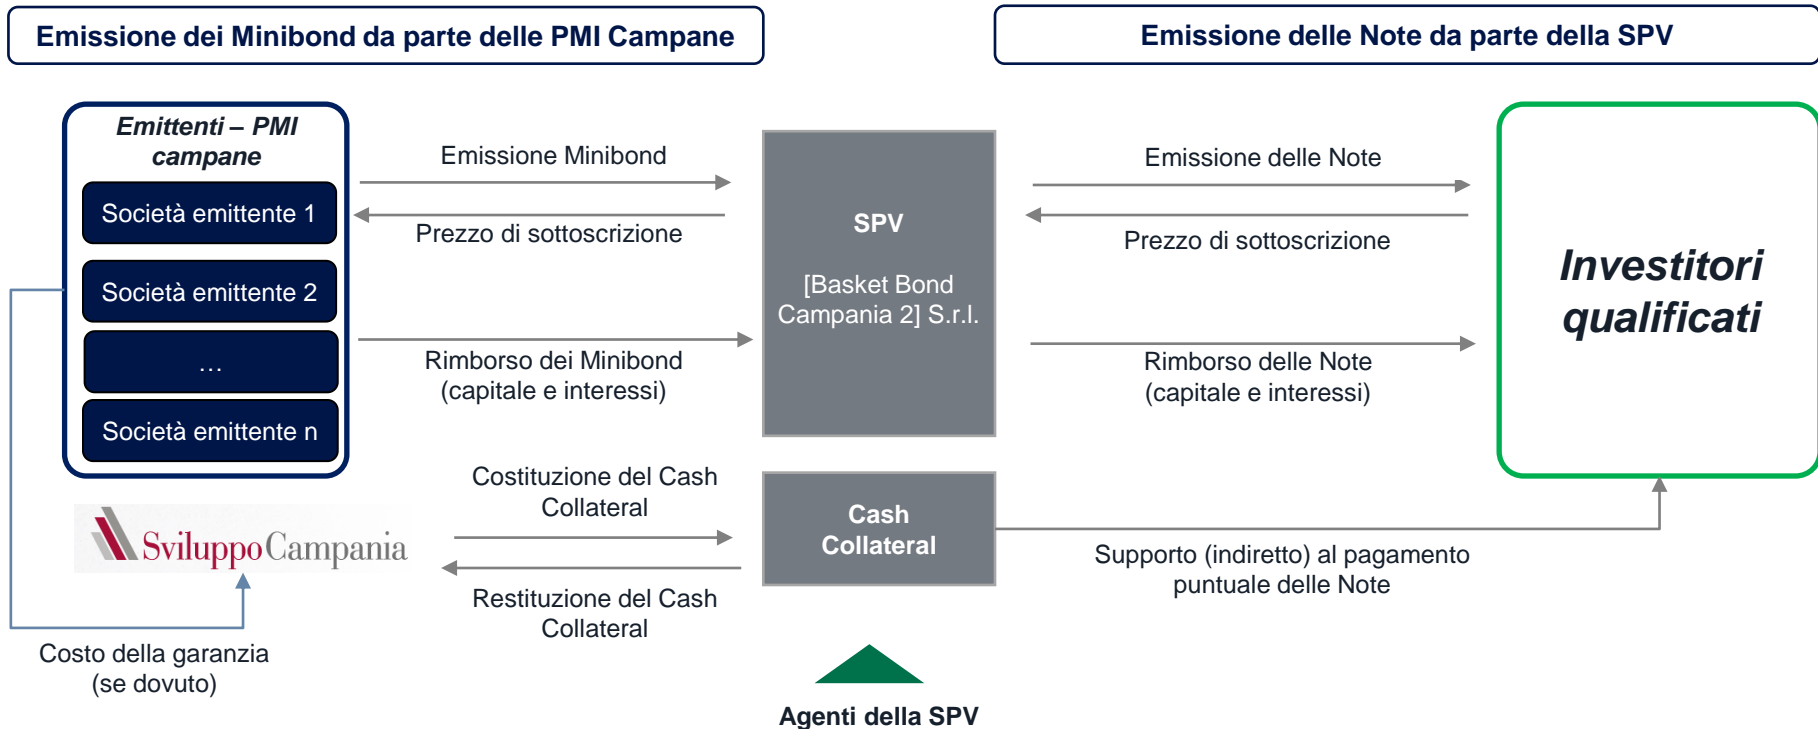 Emissione dei Minibond da parte delle PMI Campane
Emissione delle Note da parte della SPV
Emittenti – PMI
campane
Società emittente 1
Società emittente 2
...
Società emittente n
Emissione Minibond
Prezzo di sottoscrizione
Rimborso dei Minibond
(capitale e interessi)
SPV
[Basket Bond
Campania 2] S.r.l.
Emissione delle Note
Prezzo di sottoscrizione
Rimborso delle Note
(capitale e interessi)
Investitori
qualificati
Sviluppo Campania
Costituzione del Cash
Collateral
Restituzione del Cash
Collateral
Cash
Collateral
Supporto (indiretto) al pagamento
puntuale delle Note
Costo della garanzia
(se dovuto)
Agenti della SPV